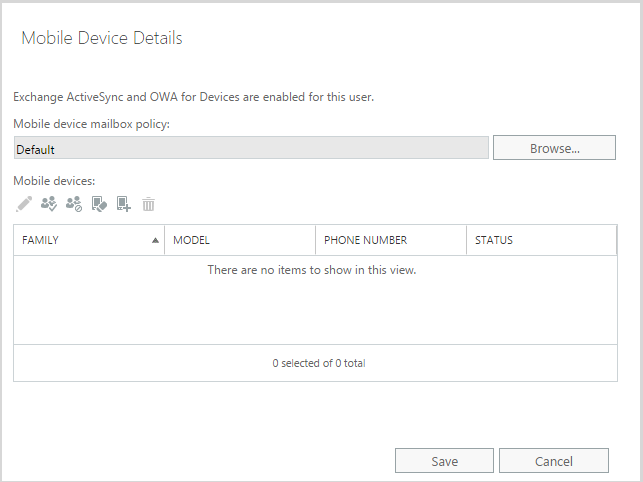 Mobile Device Details
Exchange ActiveSync and OWA for Devices are enabled for this user.
Mobile device mailbox policy:
Default
Browse...
Mobile devices:
FAMILY MODEL PHONE NUMBER STATUS
There are no items to show in this view.
0 selected of 0 total
Save Cancel